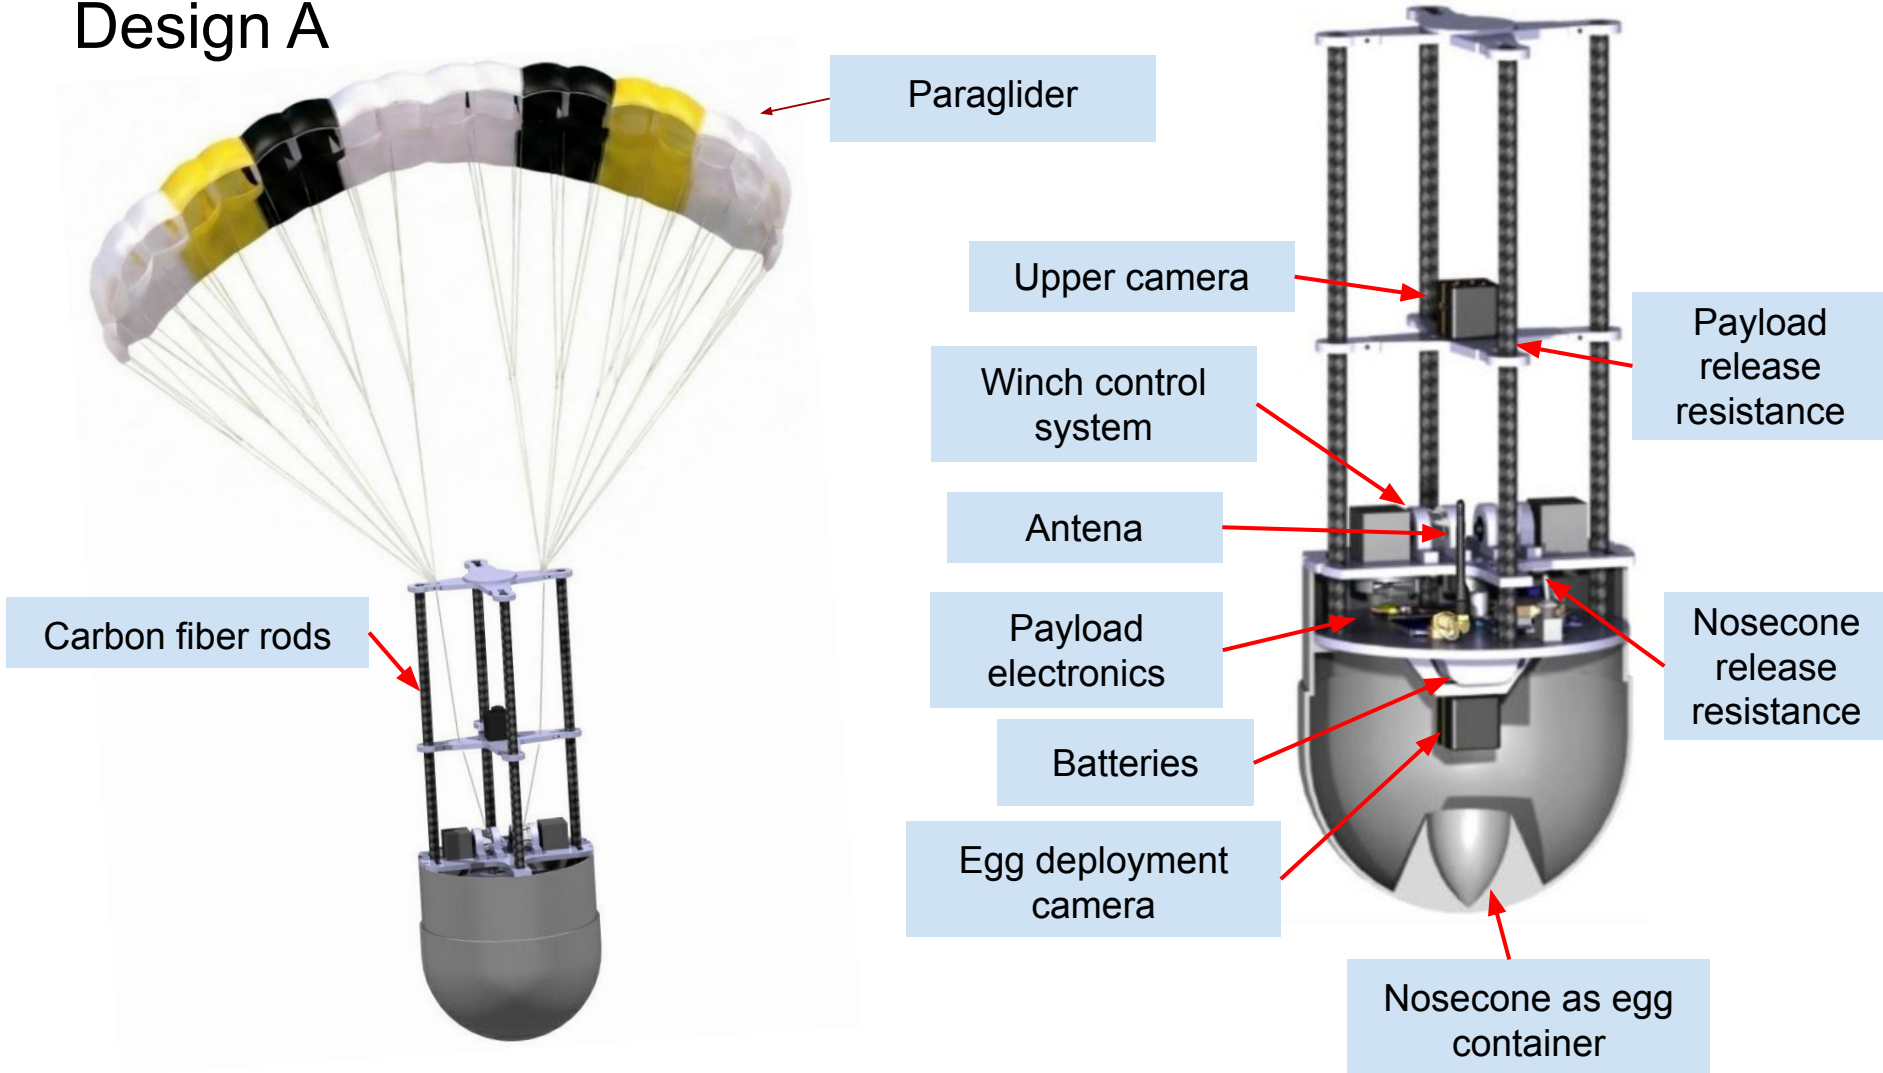 Design A
Paraglider
Upper camera
Payload
release
resistance
Winch control
system
Antena
Carbon fiber rods
Payload
electronics
Nosecone
release
resistance
Batteries
Egg deployment
camera
Nosecone as egg
container